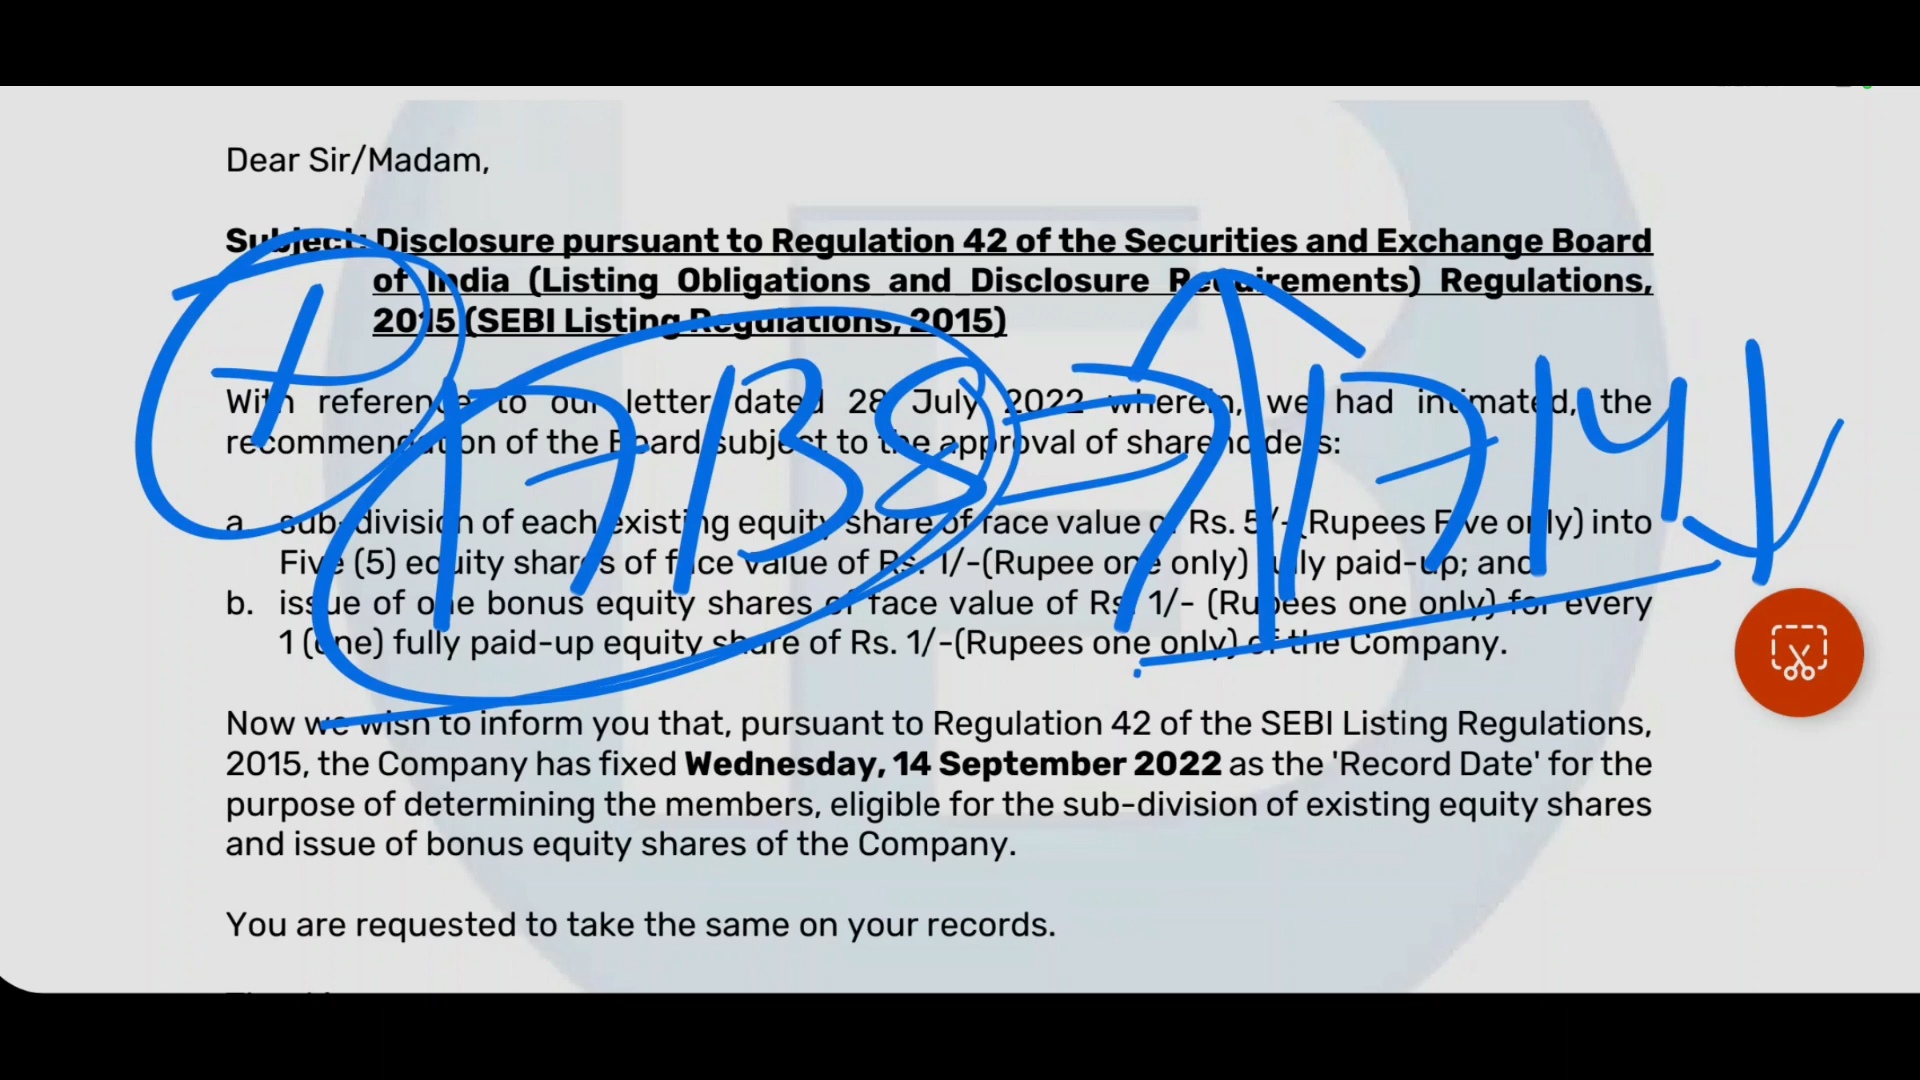 Dear Sir/Madam,
Subject: Disclosure pursuant to Regulation 42 of the Securities and Exchange Board
of India (Listing Obligations and Disclosure Requirements) Regulations,
2015 (SEBI Listing Regulations, 2015)
With reference to our letter dated 28 July 2022 wherein, we had intimated, the
recommendation of the Board subject to the approval of shareholders:
a. sub-division of each existing equity share of face value of Rs. 5/-(Rupees Five only) into
Five (5) equity shares of face value of Rs. 1/-(Rupee one only) fully paid-up; and
b. issue of one bonus equity shares of face value of Rs. 1/- (Rupees one only) for every
1 (one) fully paid-up equity share of Rs. 1/-(Rupees one only) of the Company.
17138
1714
Now we wish to inform you that, pursuant to Regulation 42 of the SEBI Listing Regulations,
2015, the Company has fixed Wednesday, 14 September 2022 as the 'Record Date' for the
purpose of determining the members, eligible for the sub-division of existing equity shares
and issue of bonus equity shares of the Company.
You are requested to take the same on your records.